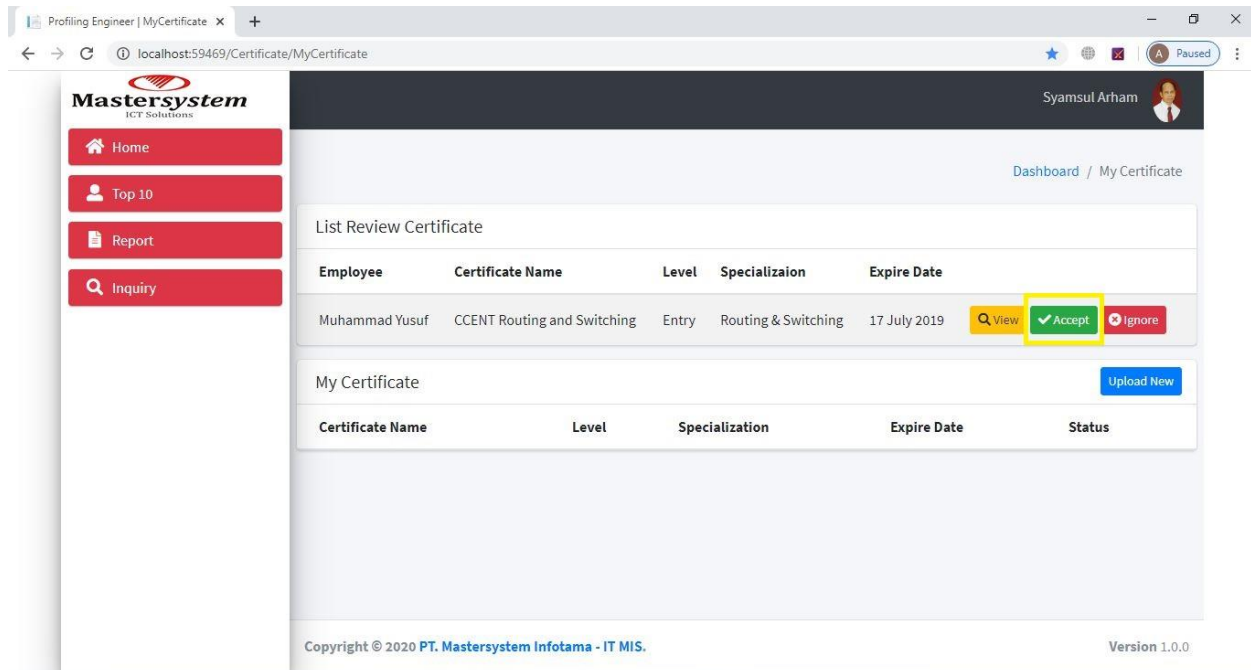 Profiling Engineer | MyCertificate
localhost:59469/Certificate/MyCertificate
A Paused
Mastersystem
ICT Solutions
Syamsul Arham
Home
Top 10
Report
Inquiry
Dashboard / My Certificate
List Review Certificate
Employee Certificate Name Level Specializaion Expire Date
Muhammad Yusuf CCENT Routing and Switching Entry Routing & Switching 17 July 2019 View Accept Ignore
My Certificate Upload New
Certificate Name Level Specialization Expire Date Status
Copyright © 2020 PT. Mastersystem Infotama - IT MIS. Version 1.0.0